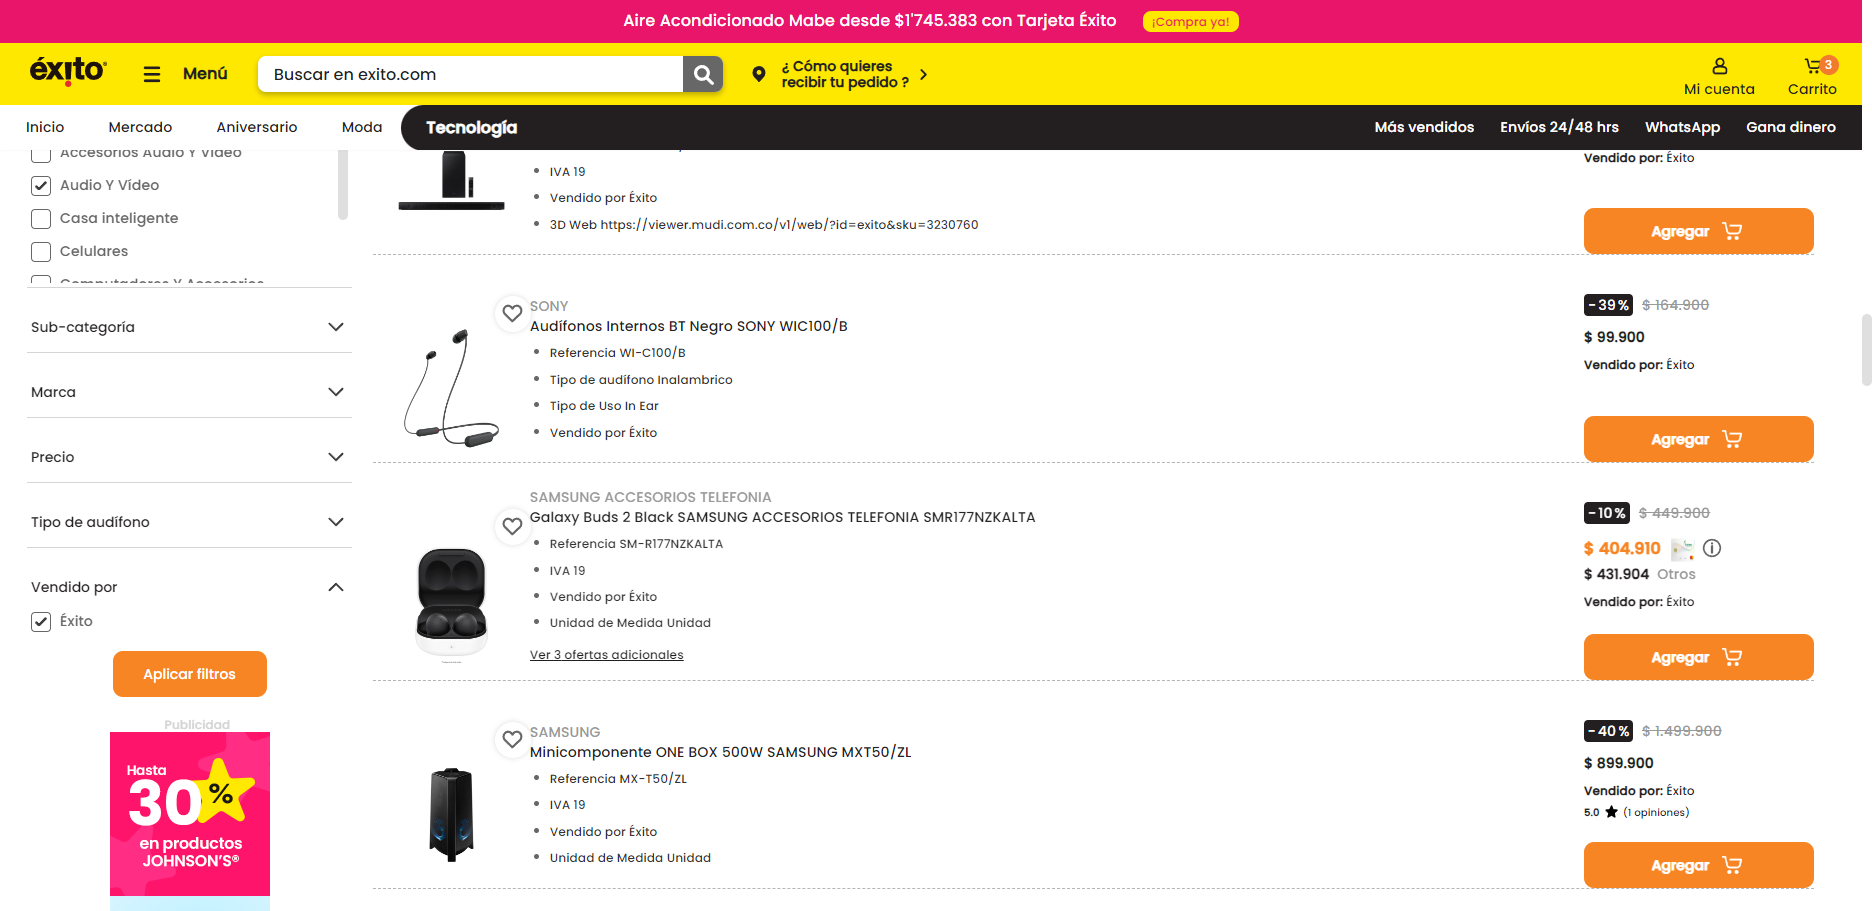 Aire Acondicionado Mabe desde $1'745.383 con Tarjeta Éxito ¡Compra ya!
éxito
Menú
Buscar en exito.com
¿ Cómo quieres
recibir tu pedido ?
Mi cuenta
3
Carrito
Inicio Mercado Aniversario Moda Tecnología Más vendidos Envíos 24/48 hrs WhatsApp Gana dinero
Accesorios Audio Y Video
Audio Y Vídeo
Casa inteligente
Celulares
Computadores Y Accesorios
Sub-categoría
Marca
Precio
Tipo de audífono
Vendido por
Éxito
Aplicar filtros
Publicidad
Hasta
30%
en productos
JOHNSON'S®
IVA 19
Vendido por Éxito
3D Web https://viewer.mudi.com.co/v1/web/?id=exito&sku=3230760
Vendido por: Éxito
Agregar
SONY
Audífonos Internos BT Negro SONY WIC100/B
Referencia WI-C100/B
Tipo de audífono Inalambrico
Tipo de Uso In Ear
Vendido por Éxito
-39% $ 164.900
$ 99.900
Vendido por: Éxito
Agregar
SAMSUNG ACCESORIOS TELEFONIA
Galaxy Buds 2 Black SAMSUNG ACCESORIOS TELEFONIA SMR177NZKALTA
Referencia SM-R177NZKALTA
IVA 19
Vendido por Éxito
Unidad de Medida Unidad
Ver 3 ofertas adicionales
-10% $ 449.900
$ 404.910
$ 431.904 Otros
Vendido por: Éxito
Agregar
SAMSUNG
Minicomponente ONE BOX 500W SAMSUNG MXT50/ZL
Referencia MX-T50/ZL
IVA 19
Vendido por Éxito
Unidad de Medida Unidad
-40% $ 1.499.900
$ 899.900
Vendido por: Éxito
5.0 (1 opiniones)
Agregar